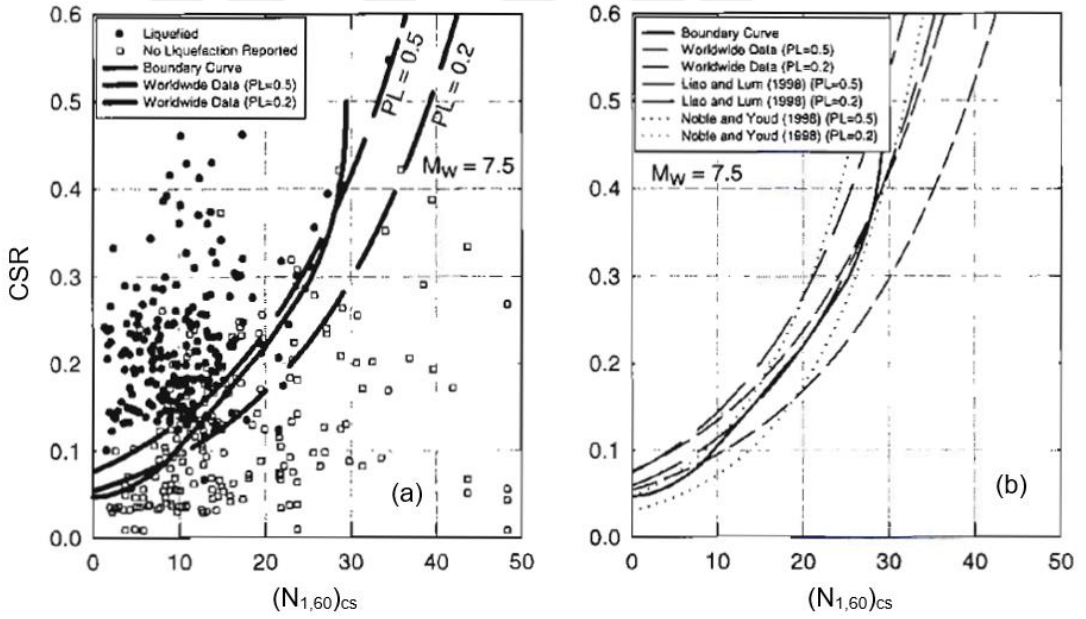 0.6
0.5
0.4
0.3
0.2
0.1
0.0
CSR
Liquefied
No Liquefaction Reported
Boundary Curve
Worldwide Data (PL=0.5)
Worldwide Data (PL=0.2)
PL = 0.5
PL = 0.2
Mw = 7.5
(a)
0 10 20 30 40 50
(N1,60)cs
0.6
0.5
0.4
0.3
0.2
0.1
0.0
Boundary Curve
Worldwide Data (PL=0.5)
Worldwide Data (PL=0.2)
Liao and Lum (1998) (PL=0.5)
Liao and Lum (1998) (PL=0.2)
Noble and Youd (1998) (PL=0.5)
Noble and Youd (1998) (PL=0.2)
Mw = 7.5
(b)
0 10 20 30 40 50
(N1,60)cs